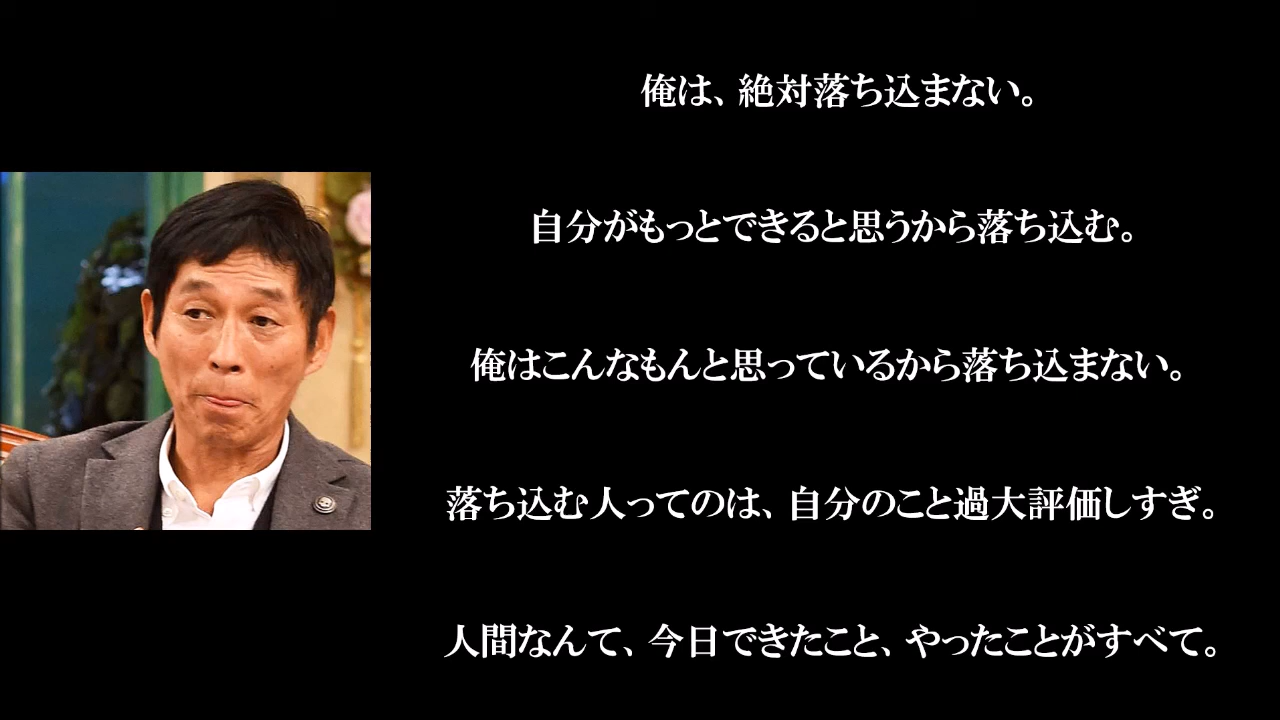 俺は、絶対落ち込まない。
自分がもっとできると思うから落ち込む。
俺はこんなもんと思っているから落ち込まない。
落ち込む人ってのは、自分のこと過大評価しすぎ。
人間なんて、今日できたこと、やったことがすべて。